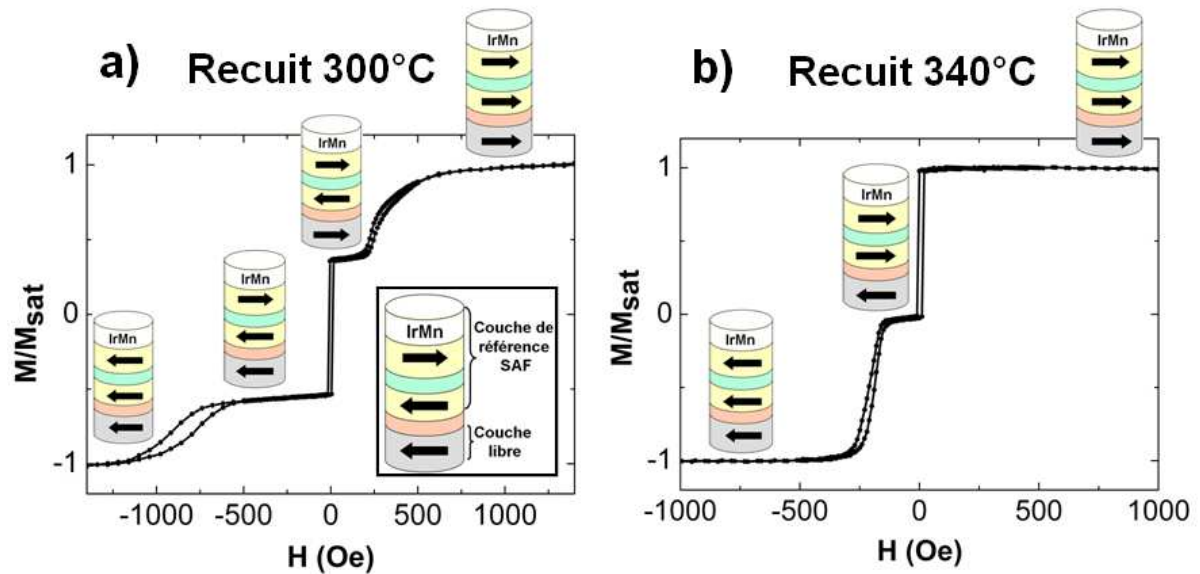 a) Recuit 300°C
IrMn
IrMn
IrMn
IrMn
IrMn
Couche de
référence
SAF
Couche
libre
M/Msat
1
0
-1
-1000 -500 0 500 1000
H (Oe)
b) Recuit 340°C
IrMn
IrMn
IrMn
M/Msat
1
0
-1
-1000 -500 0 500 1000
H (Oe)